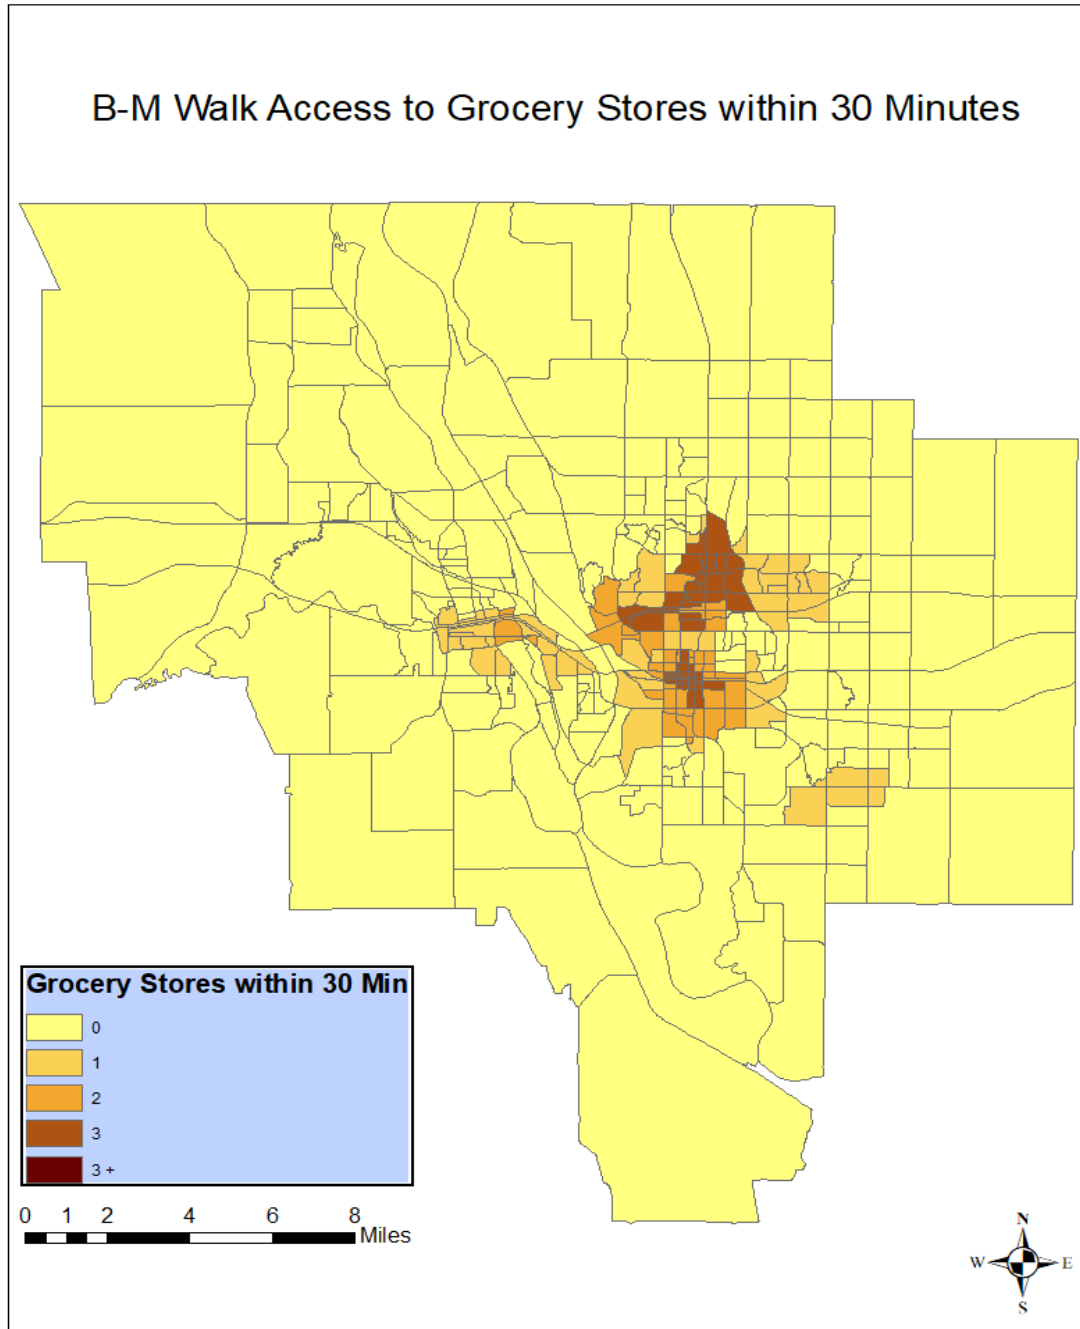 B-M Walk Access to Grocery Stores within 30 Minutes
Grocery Stores within 30 Min
0
1
2
3
3 +
0 1 2 4 6 8
Miles
N
W E
S